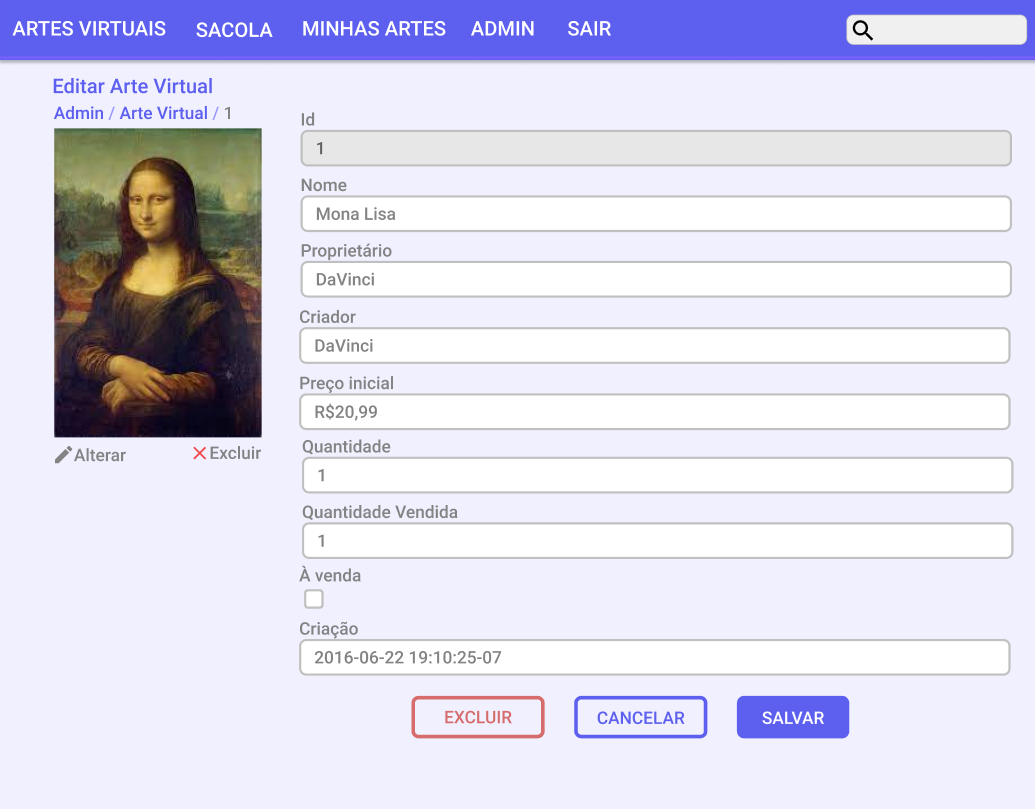 ARTES VIRTUAIS SACOLA MINHAS ARTES ADMIN SAIR
Editar Arte Virtual
Admin / Arte Virtual / 1
Alterar Excluir
Id
1
Nome
Mona Lisa
Proprietário
DaVinci
Criador
DaVinci
Preço inicial
R$20,99
Quantidade
1
Quantidade Vendida
1
À venda
Criação
2016-06-22 19:10:25-07
EXCLUIR CANCELAR SALVAR